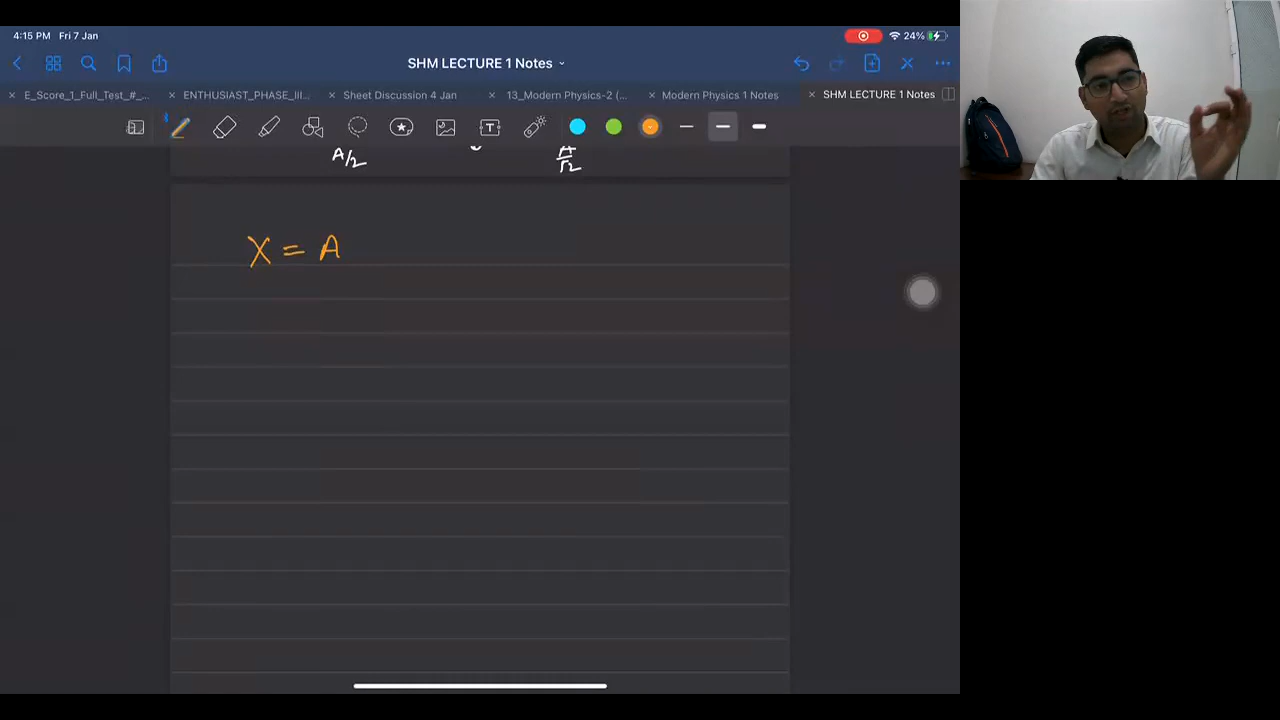 4:15 PM Fri 7 Jan
24%
SHM LECTURE 1 Notes
E_Score_1_Full_Test_#_...
ENTHUSIAST_PHASE_III...
Sheet Discussion 4 Jan
13_Modern Physics-2 (...
Modern Physics 1 Notes
SHM LECTURE 1 Notes
A/2
A/√2
X = A